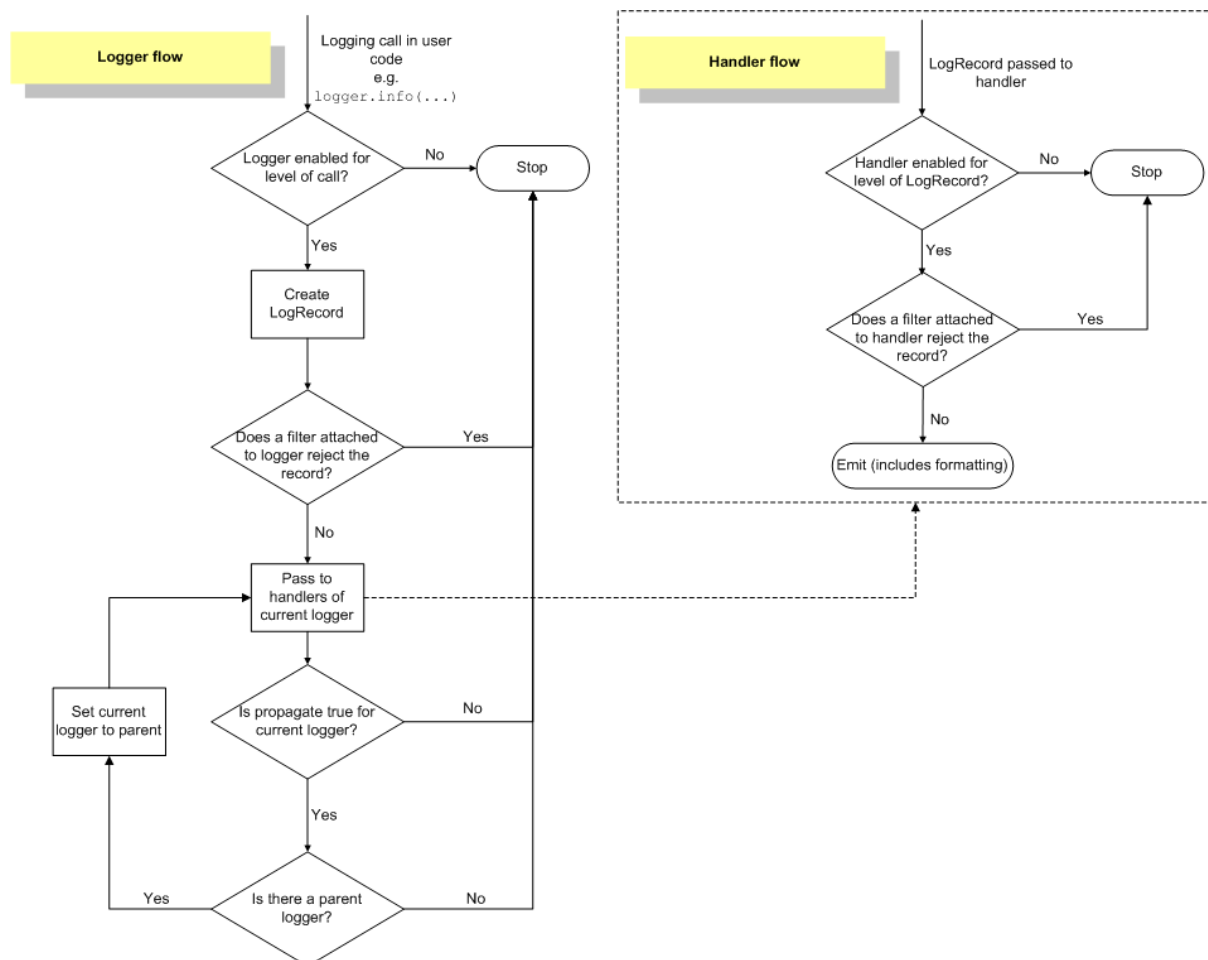 Logger flow
Logging call in user
code
e.g.
logger.info(...)
Logger enabled for
level of call?
No
Stop
Yes
Create
LogRecord
Does a filter attached
to logger reject the
record?
Yes
No
Pass to
handlers of
current logger
Set current
logger to parent
Is propagate true for
current logger?
No
Yes
Is there a parent
logger?
Yes
No
Handler flow
LogRecord passed to
handler
Handler enabled for
level of LogRecord?
No
Stop
Yes
Does a filter attached
to handler reject the
record?
Yes
No
Emit (includes formatting)